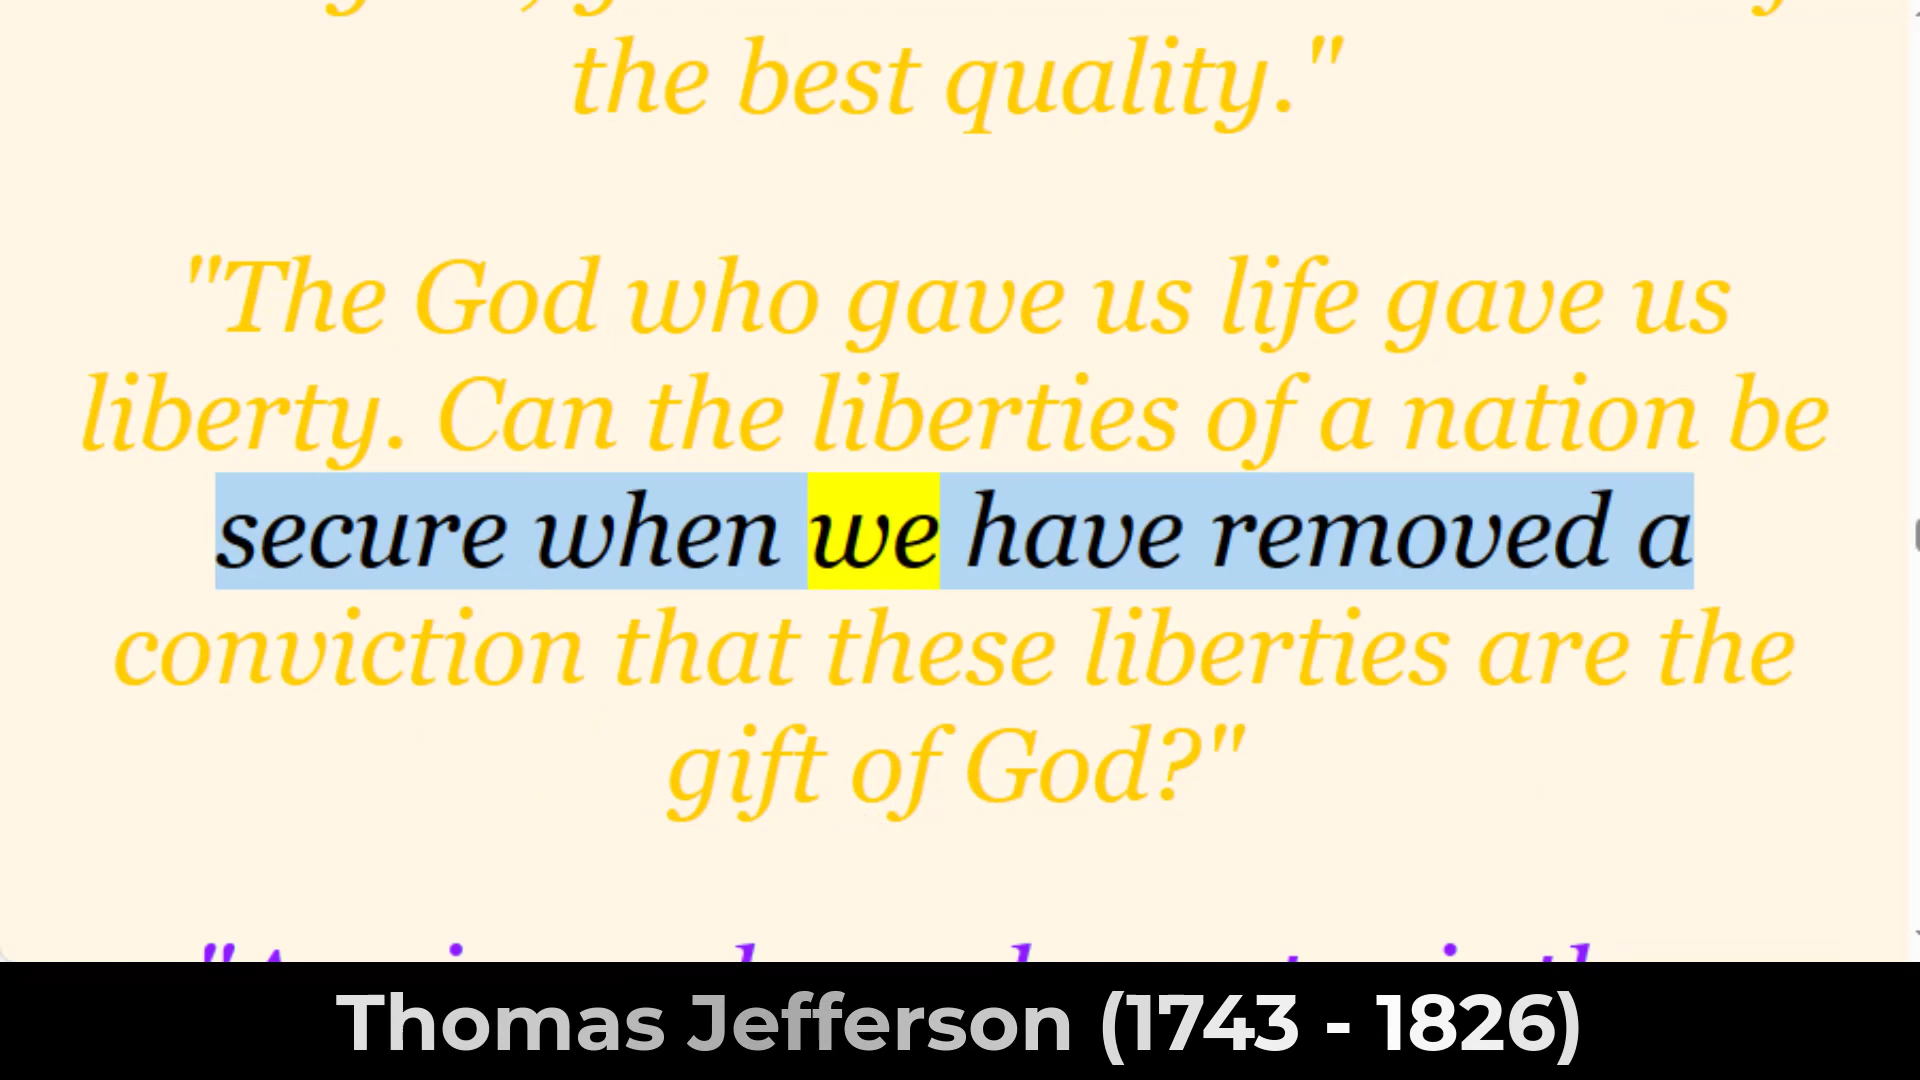 the best quality."
"The God who gave us life gave us
liberty. Can the liberties of a nation be
secure when we have removed a
conviction that these liberties are the
gift of God?"
Thomas Jefferson (1743 - 1826)